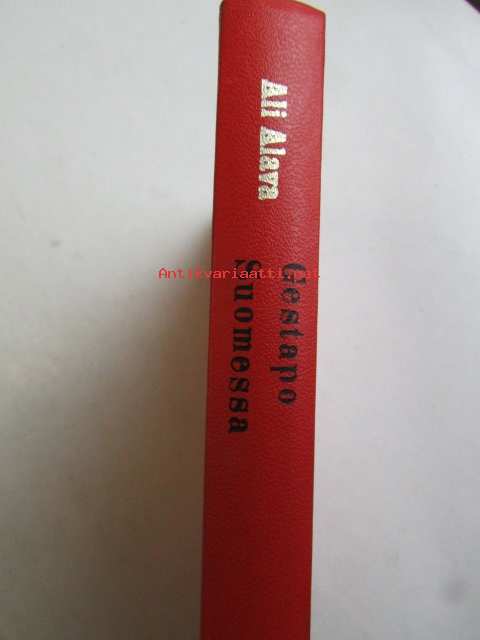 Ali Alava
Gestapo
Suomessa
Antikvariaatti.net